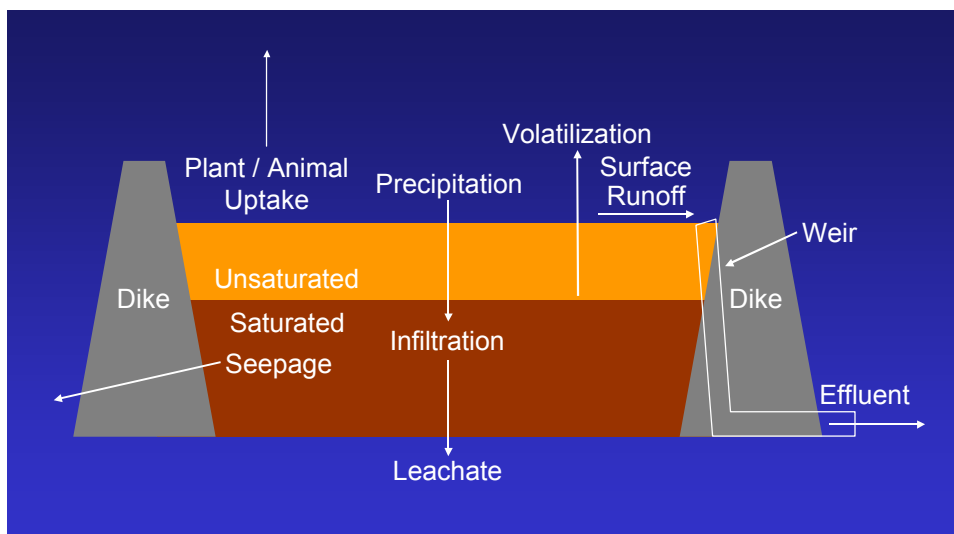 Volatilization
Plant / Animal
Uptake
Precipitation
Surface
Runoff
Weir
Unsaturated
Dike
Dike
Saturated
Infiltration
Seepage
Effluent
Leachate